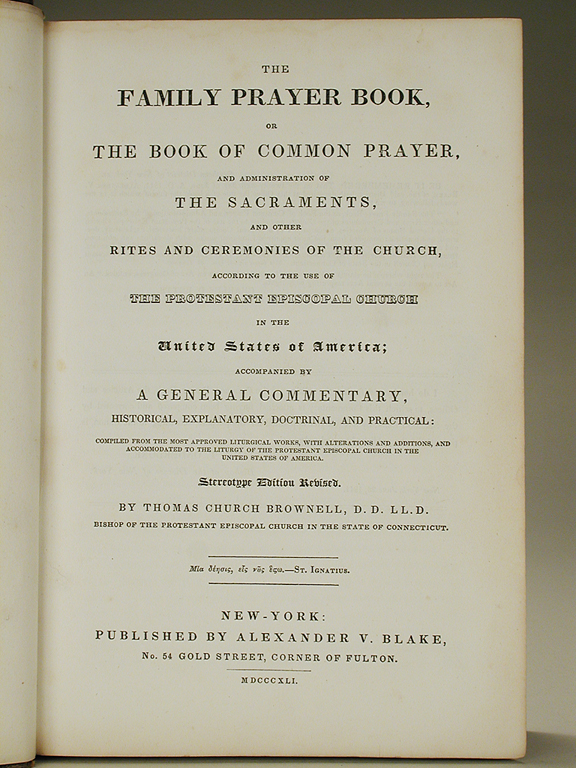 THE
FAMILY PRAYER BOOK,
OR
THE BOOK OF COMMON PRAYER,
AND ADMINISTRATION OF
THE SACRAMENTS,
AND OTHER
RITES AND CEREMONIES OF THE CHURCH,
ACCORDING TO THE USE OF
THE PROTESTANT EPISCOPAL CHURCH
IN THE
United States of America;
ACCOMPANIED BY
A GENERAL COMMENTARY,
HISTORICAL, EXPLANATORY, DOCTRINAL, AND PRACTICAL:
COMPILED FROM THE MOST APPROVED LITURGICAL WORKS, WITH ALTERATIONS AND ADDITIONS, AND
ACCOMMODATED TO THE LITURGY OF THE PROTESTANT EPISCOPAL CHURCH IN THE
UNITED STATES OF AMERICA.
Stereotype Edition Revised.
BY THOMAS CHURCH BROWNELL, D. D. LL. D.
BISHOP OF THE PROTESTANT EPISCOPAL CHURCH IN THE STATE OF CONNECTICUT.
Μία δέησις, εἷς νοῦς —ST. IGNATIUS.
NEW-YORK:
PUBLISHED BY ALEXANDER V. BLAKE,
No. 54 GOLD STREET, CORNER OF FULTON.
MDCCCXLI.